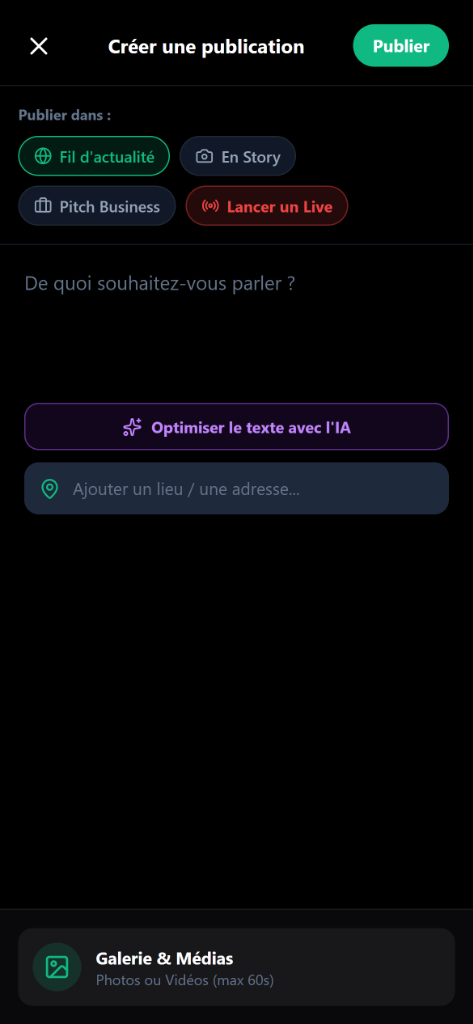 Créer une publication
Publier
Publier dans :
Fil d'actualité
En Story
Pitch Business
Lancer un Live
De quoi souhaitez-vous parler ?
Optimiser le texte avec l'IA
Ajouter un lieu / une adresse...
Galerie & Médias
Photos ou Vidéos (max 60s)